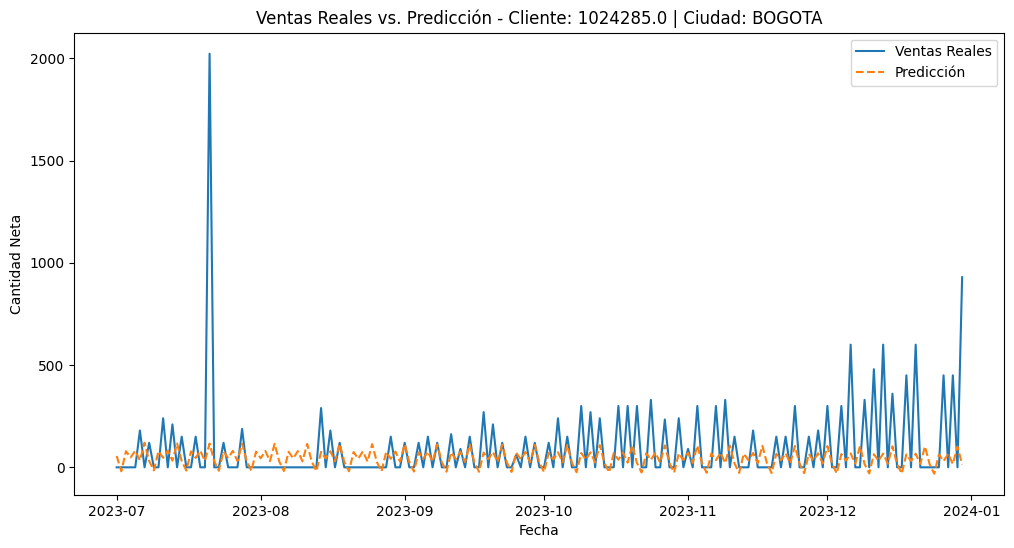 Ventas Reales vs. Predicción - Cliente: 1024285.0 | Ciudad: BOGOTA
Ventas Reales
Predicción
Cantidad Neta
2000
1500
1000
500
0
2023-07
2023-08
2023-09
2023-10
2023-11
2023-12
2024-01
Fecha